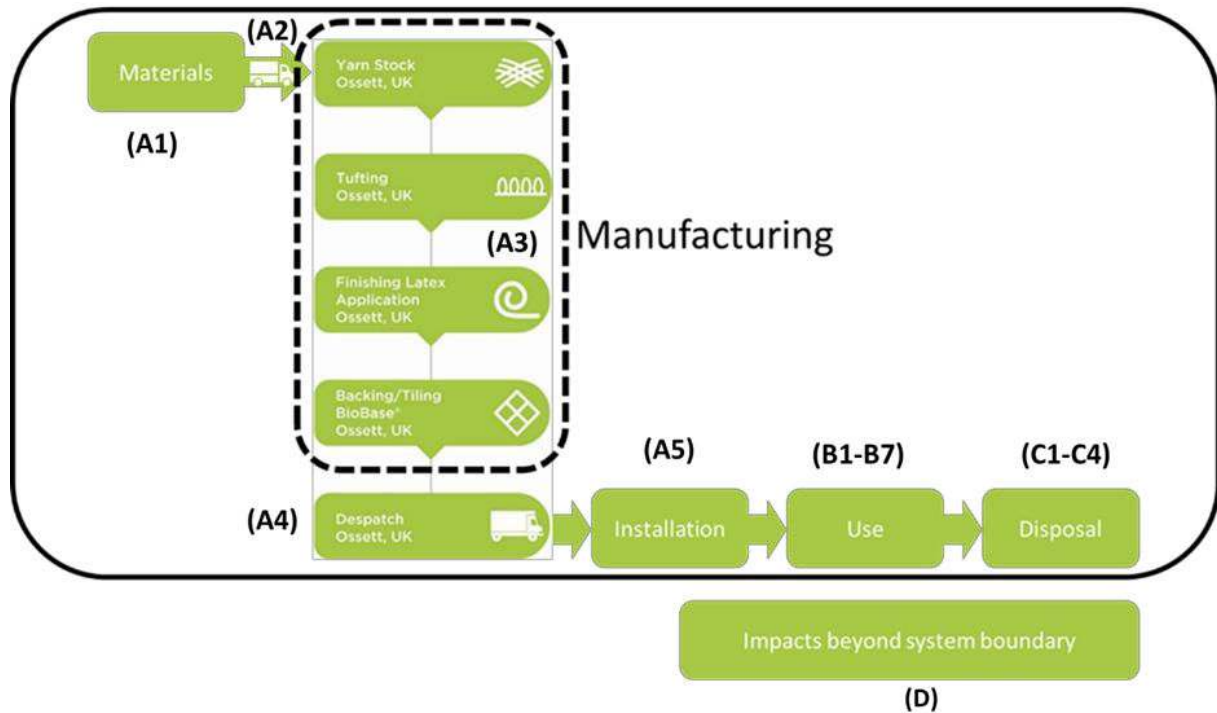 (A2)
Materials
(A1)
Yarn Stock
Ossett, UK
Tufting
Ossett, UK
(A3)
Manufacturing
Finishing Latex
Application
Ossett, UK
Backing/Tiling
BioBase®
Ossett, UK
(A4)
Despatch
Ossett, UK
(A5)
Installation
(B1-B7)
Use
(C1-C4)
Disposal
Impacts beyond system boundary
(D)